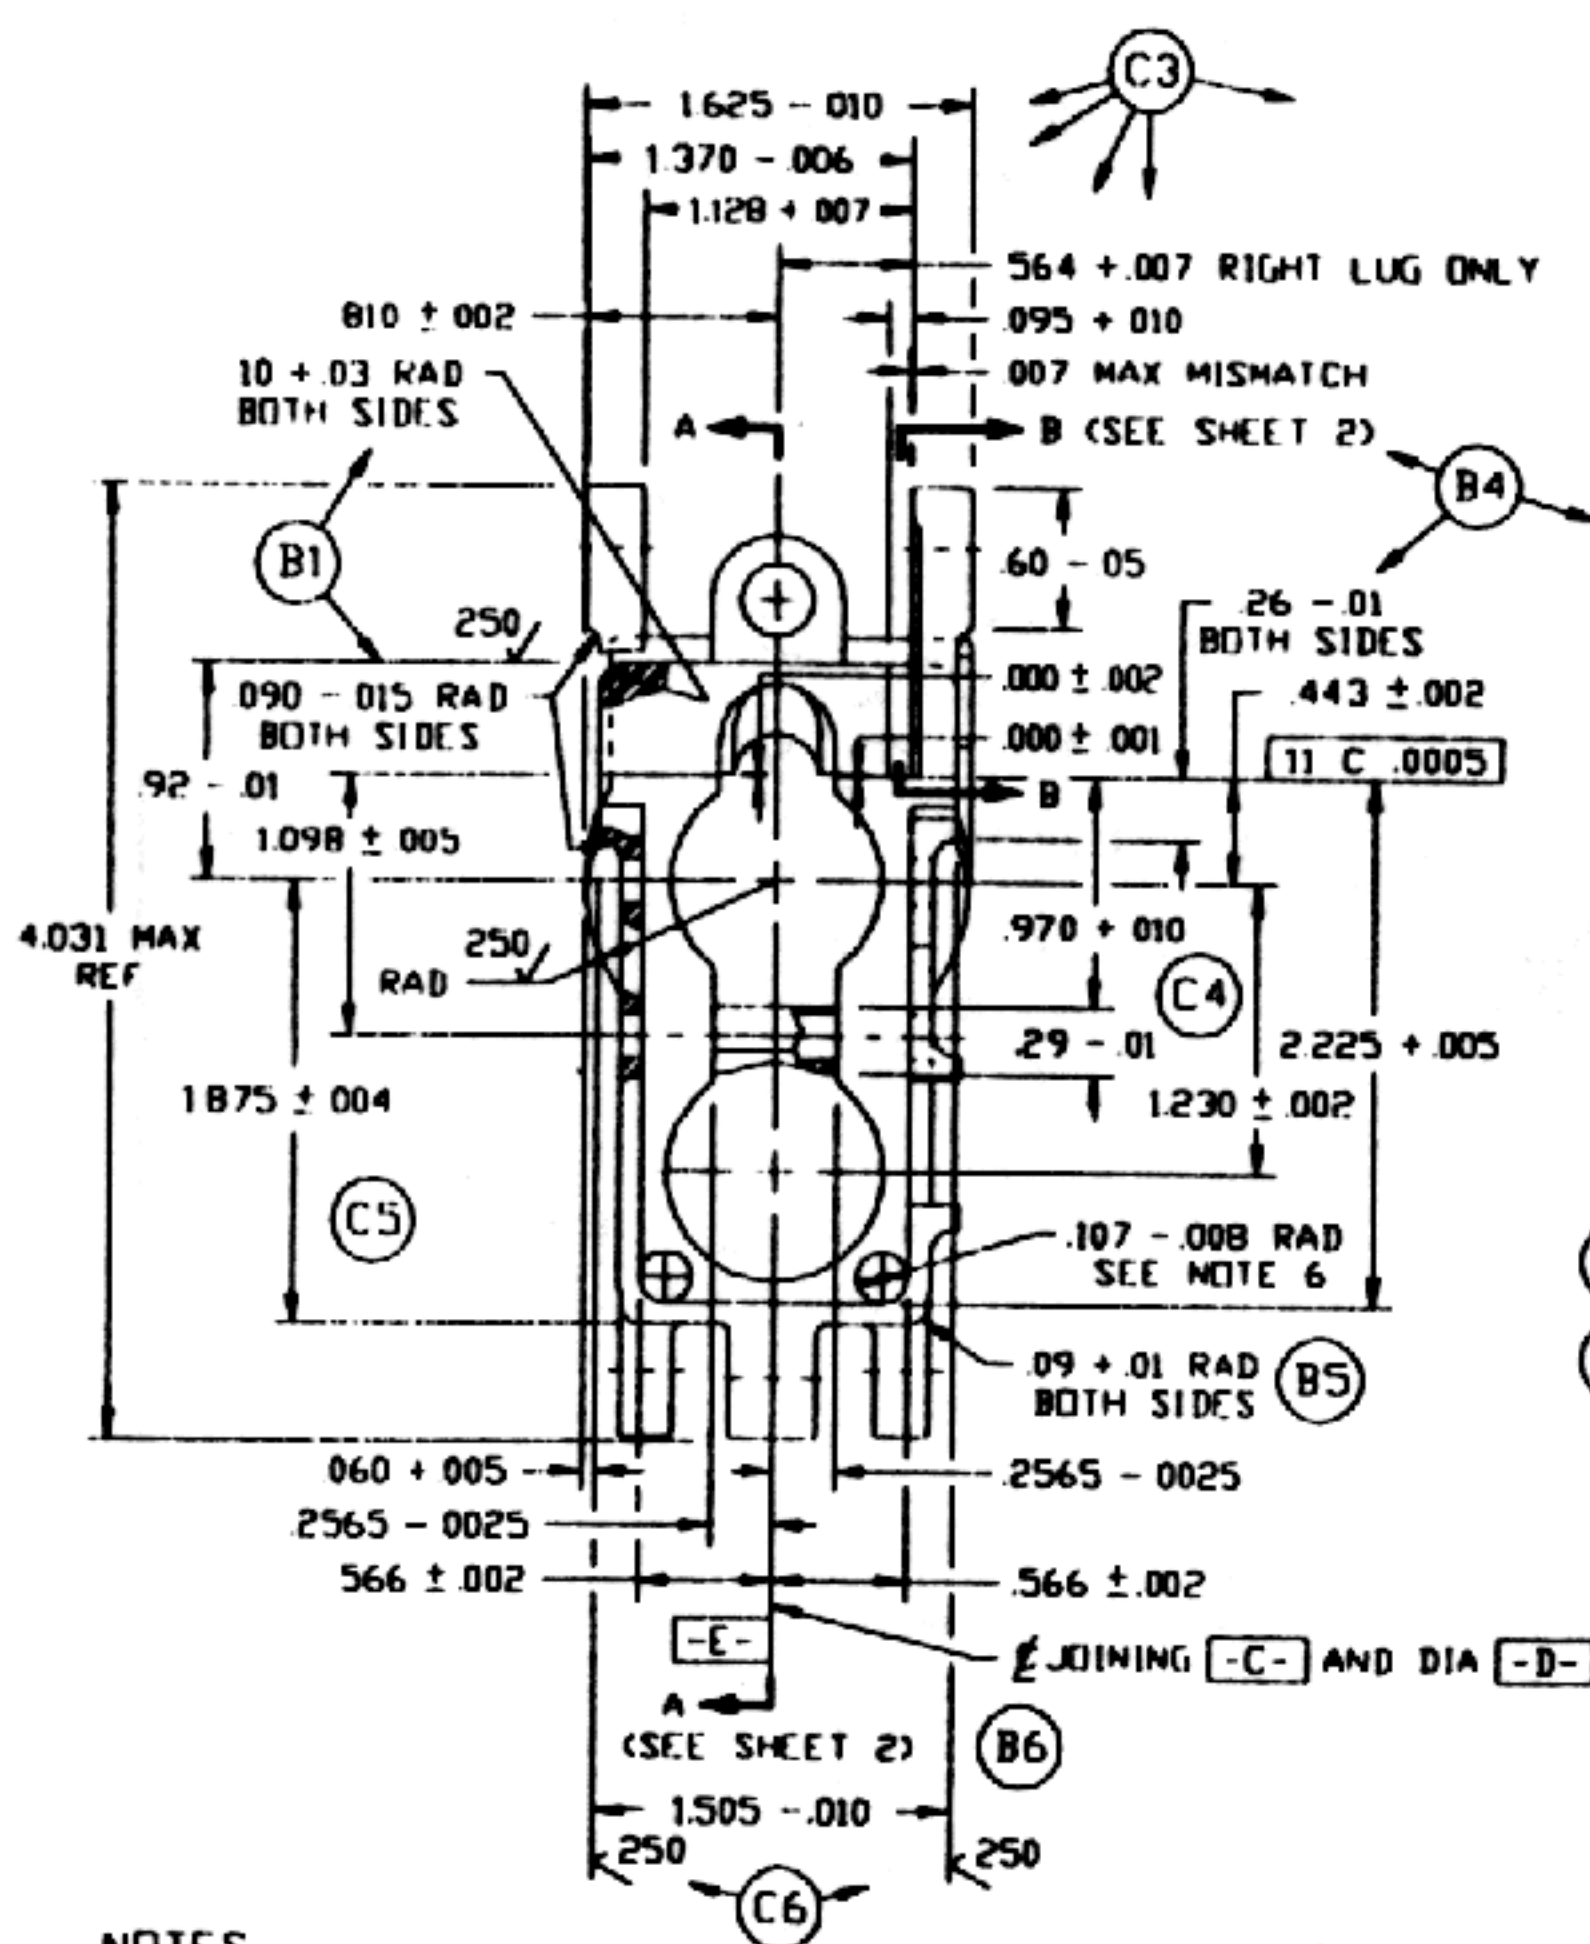 C3
1.625 - .010
1.370 - .006
1.128 + .007
.564 + .007 RIGHT LUG ONLY
.810 ± .002
.095 + .010
.10 + .03 RAD
BOTH SIDES
.007 MAX MISMATCH
A
B (SEE SHEET 2)
B4
B1
.60 - .05
250
.26 - .01
BOTH SIDES
.000 ± .002
.443 ± .002
.090 - .015 RAD
BOTH SIDES
.000 ± .001
11 C .0005
.92 - .01
B
1.098 ± .005
4.031 MAX
REF
250
RAD
.970 + .010
C4
.29 - .01
2.225 + .005
1.875 ± .004
1.230 ± .002
C5
.107 - .008 RAD
SEE NOTE 6
.09 + .01 RAD
BOTH SIDES
B5
.060 + .005
.2565 - .0025
.2565 - .0025
.566 ± .002
.566 ± .002
-E-
℄ JOINING -C- AND DIA -D-
A
(SEE SHEET 2)
B6
1.505 - .010
250
250
C6
NOTES